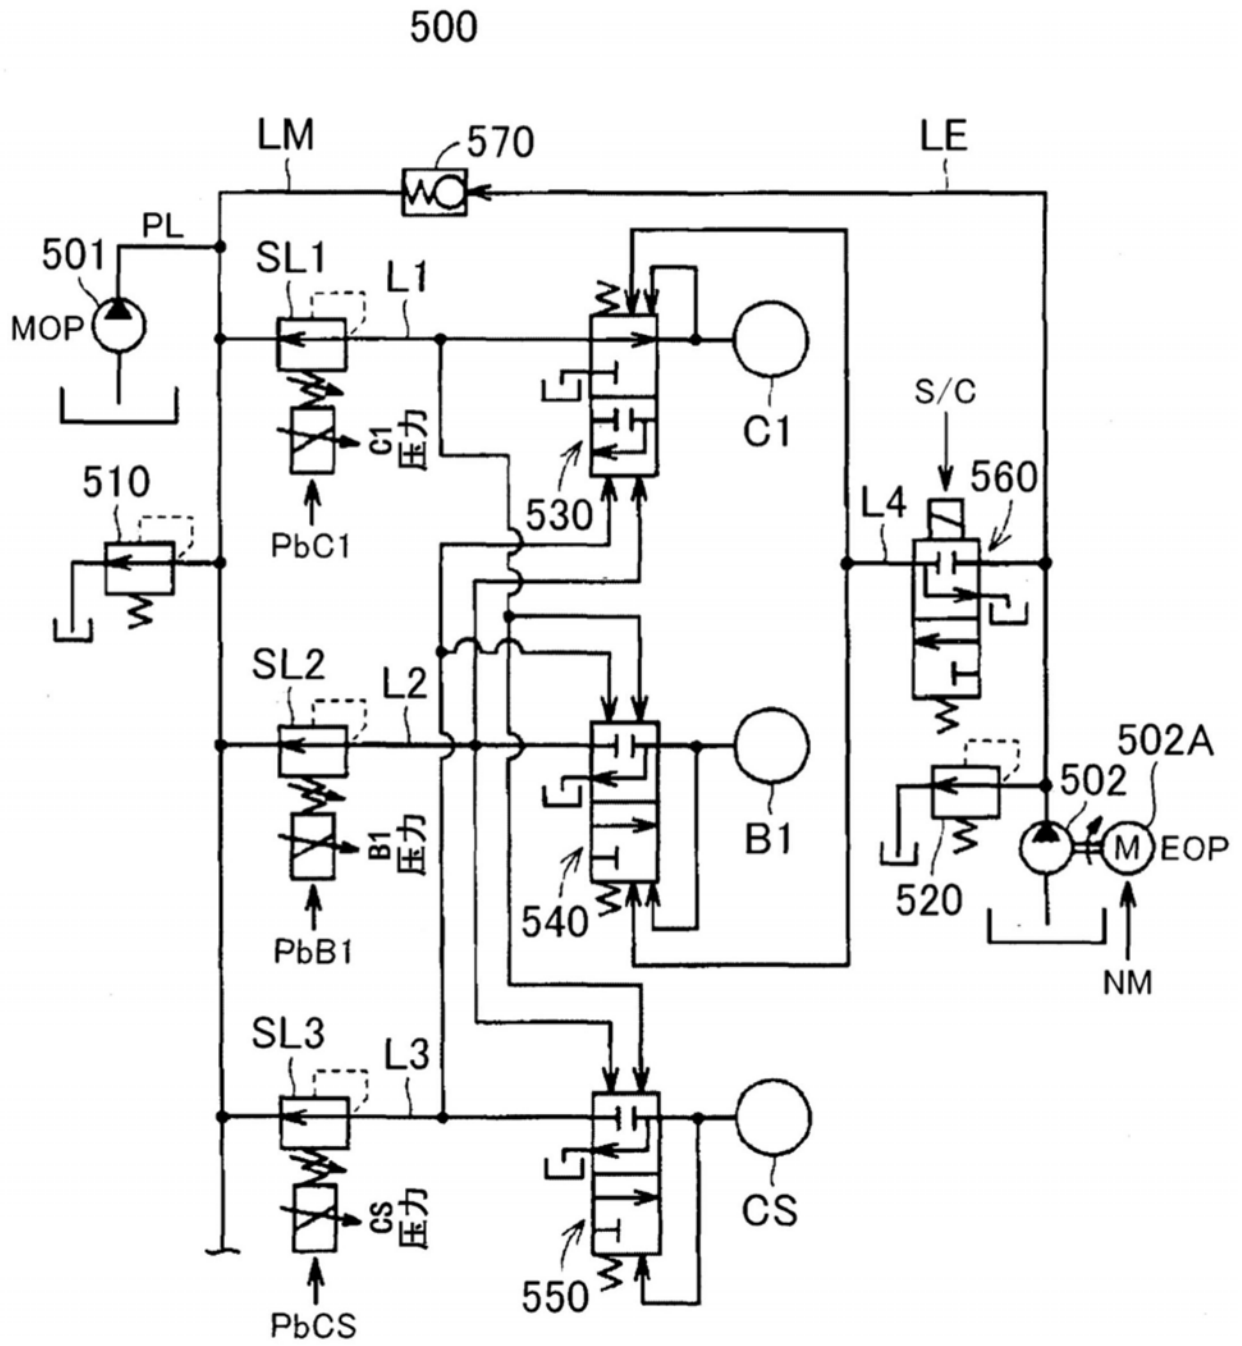 500
LM
570
LE
PL
501
MOP
SL1
L1
C1
530
C1
压力
PbC1
S/C
L4
560
510
SL2
L2
B1
540
B1
压力
PbB1
502A
502
M
EOP
520
NM
SL3
L3
CS
550
CS
压力
PbCS